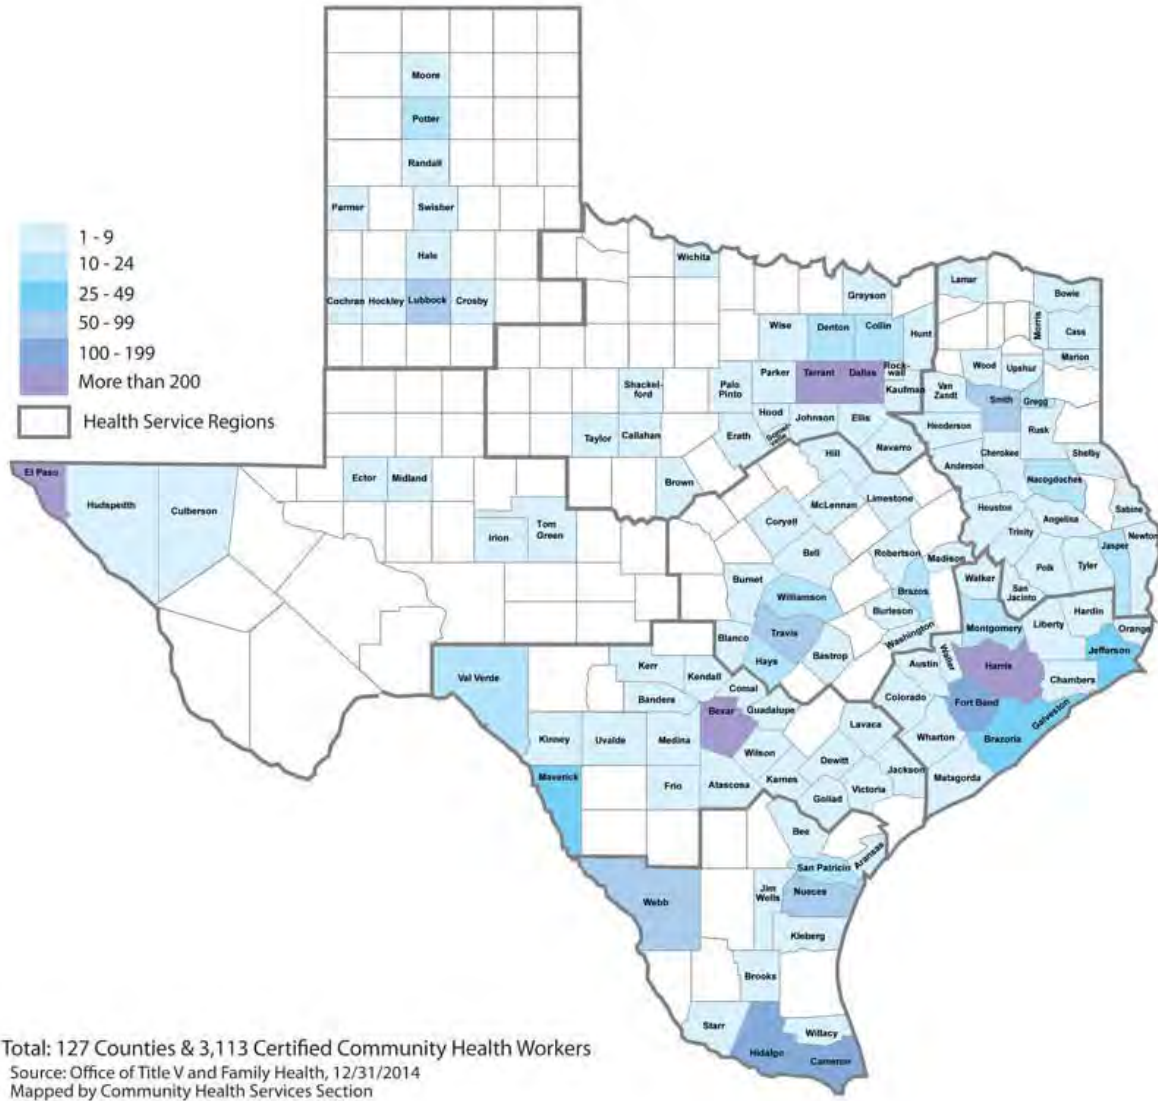 Moore
Potter
Randall
Parmer
Swisher
Hale
Cochran
Hockley
Lubbock
Crosby
1 - 9
10 - 24
25 - 49
50 - 99
100 - 199
More than 200
Health Service Regions
Wichita
Lamar
Bowie
Grayson
Morris
Cass
Wise
Denton
Collin
Hunt
Marion
Wood
Upshur
Parker
Tarrant
Dallas
Rock-
wall
Kaufman
Van
Zandt
Smith
Gregg
Shackel-
ford
Palo
Pinto
Hood
Johnson
Ellis
Henderson
Rusk
Taylor
Callahan
Erath
Navarro
Cherokee
Shelby
Anderson
El Paso
Hudspedth
Culberson
Ector
Midland
Brown
Hill
Nacogdoches
McLennan
Limestone
Heuston
Angelina
Sabine
Irion
Tom
Green
Coryell
Trinity
Newton
Bell
Robertson
Madison
Jasper
Polk
Tyler
Burnet
Walker
San
Jacinto
Williamson
Brazos
Burleson
Hardin
Blanco
Travis
Washington
Montgomery
Liberty
Orange
Hays
Bastrop
Austin
Waller
Harris
Jefferson
Kerr
Kendall
Chambers
Val Verde
Bandera
Comal
Colorado
Fort Band
Galveston
Bexar
Guadalupe
Lavaca
Wharton
Brazoria
Kinney
Uvalde
Medina
Wilson
Dewitt
Jackson
Matagorda
Maverick
Frio
Atascosa
Karnes
Goliad
Victoria
Bee
Aransas
San Patricin
Webb
Jim
Wells
Nueces
Kleberg
Brooks
Starr
Willacy
Hidalgo
Cameron
Total: 127 Counties & 3,113 Certified Community Health Workers
Source: Office of Title V and Family Health, 12/31/2014
Mapped by Community Health Services Section